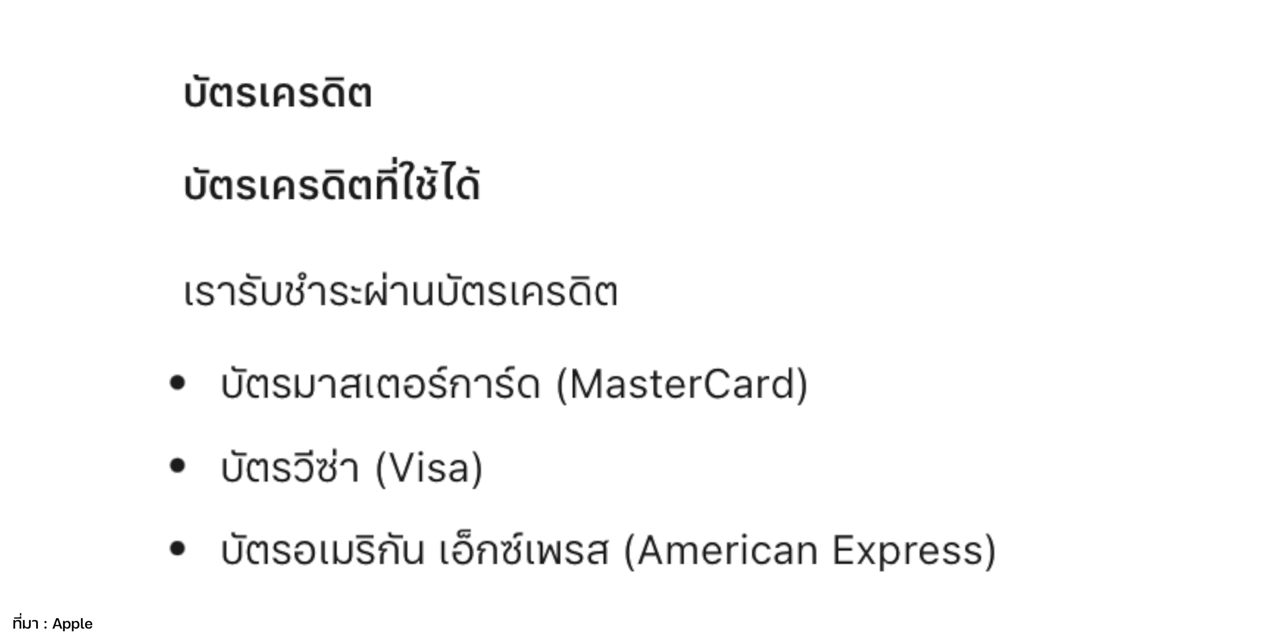 บัตรเครดิต
บัตรเครดิตที่ใช้ได้
เรารับชำระผ่านบัตรเครดิต
• บัตรมาสเตอร์การ์ด (MasterCard)
• บัตรวีซ่า (Visa)
• บัตรอเมริกัน เอ็กซ์เพรส (American Express)
ที่มา : Apple